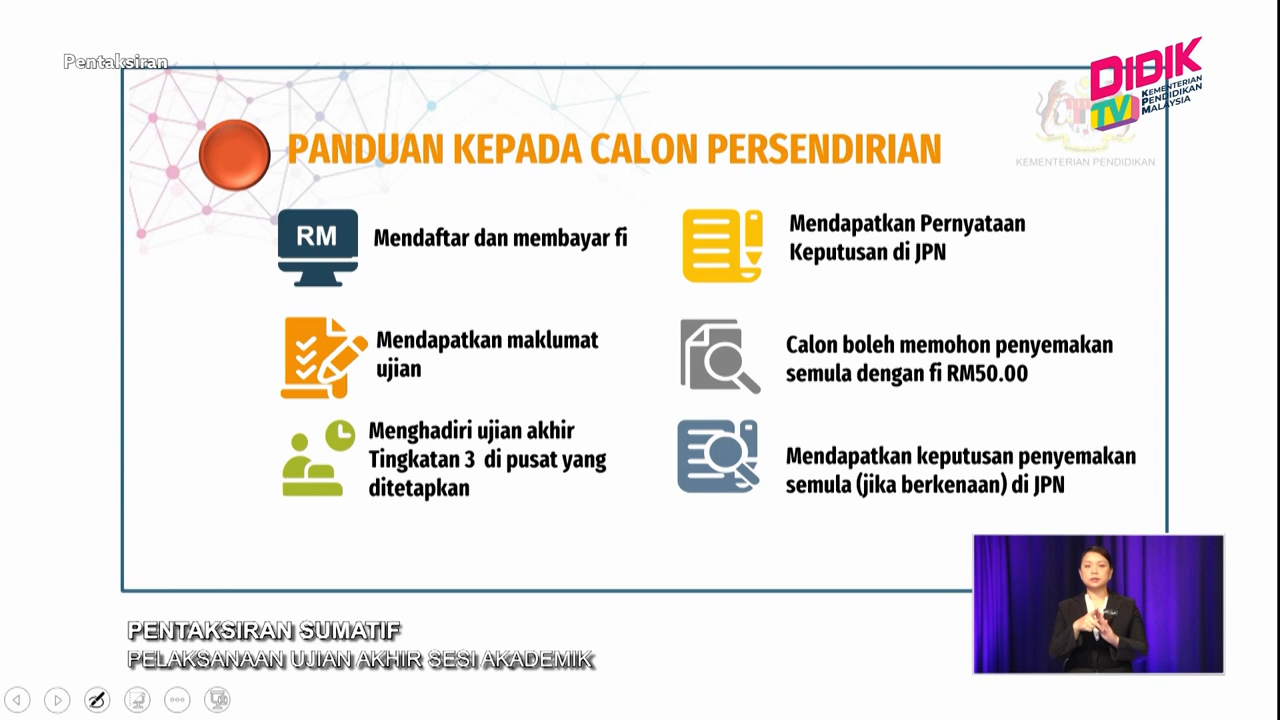 Pentaksiran
DIDIK
TV
KEMENTERIAN
PENDIDIKAN
MALAYSIA
KEMENTERIAN PENDIDIKAN
PANDUAN KEPADA CALON PERSENDIRIAN
RM
Mendaftar dan membayar fi
Mendapatkan maklumat
ujian
Menghadiri ujian akhir
Tingkatan 3 di pusat yang
ditetapkan
Mendapatkan Pernyataan
Keputusan di JPN
Calon boleh memohon penyemakan
semula dengan fi RM50.00
Mendapatkan keputusan penyemakan
semula (jika berkenaan) di JPN
PENTAKSIRAN SUMATIF
PELAKSANAAN UJIAN AKHIR SESI AKADEMIK